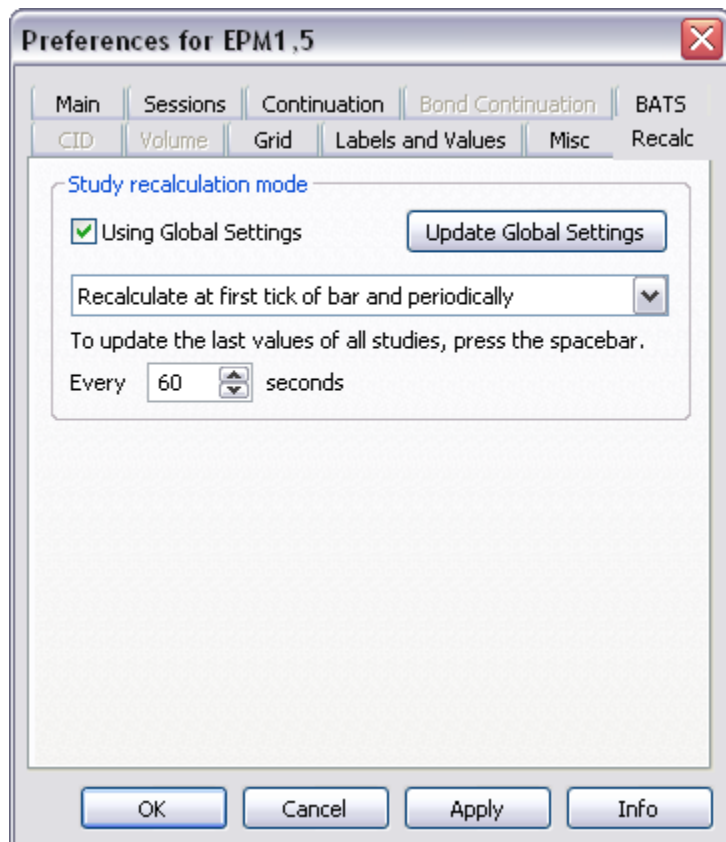 Preferences for EPM1,5
Main Sessions Continuation Bond Continuation BATS
CID Volume Grid Labels and Values Misc Recalc
Study recalculation mode
Using Global Settings Update Global Settings
Recalculate at first tick of bar and periodically
To update the last values of all studies, press the spacebar.
Every 60 seconds
OK Cancel Apply Info